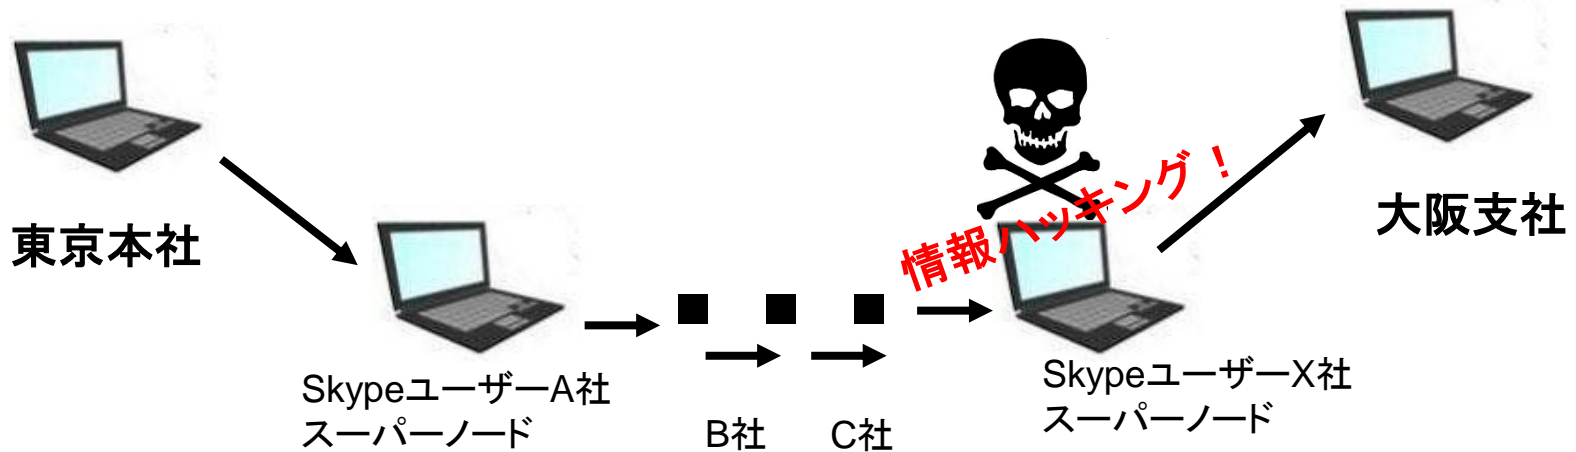 東京本社
SkypeユーザーA社
スーパーノード
B社
C社
情報ハッキング！
SkypeユーザーX社
スーパーノード
大阪支社